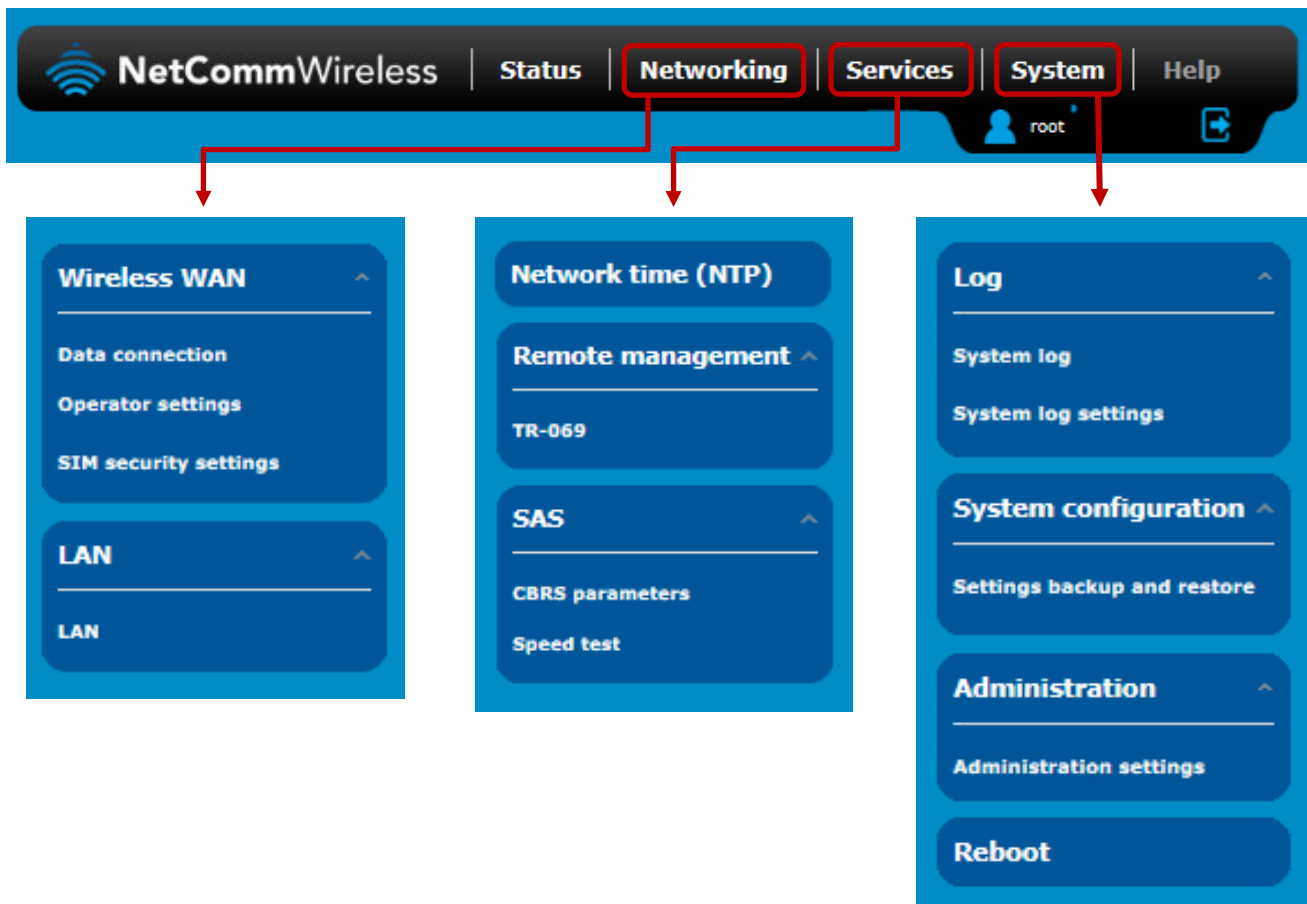 NetCommWireless Status Networking Services System Help
root
Wireless WAN
Data connection
Operator settings
SIM security settings
LAN
LAN
Network time (NTP)
Remote management
TR-069
SAS
CBRS parameters
Speed test
Log
System log
System log settings
System configuration
Settings backup and restore
Administration
Administration settings
Reboot